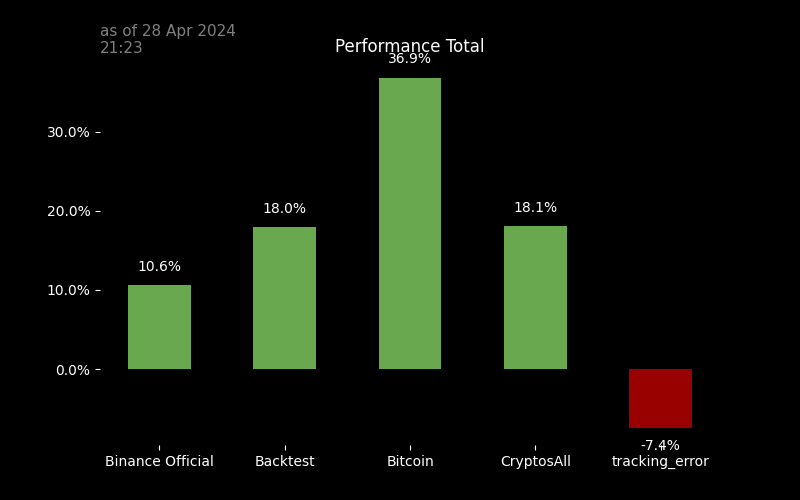 as of 28 Apr 2024
21:23
Performance Total
36.9%
30.0%
20.0%
18.0%
18.1%
10.6%
10.0%
0.0%
-7.4%
Binance Official
Backtest
Bitcoin
CryptosAll
tracking_error